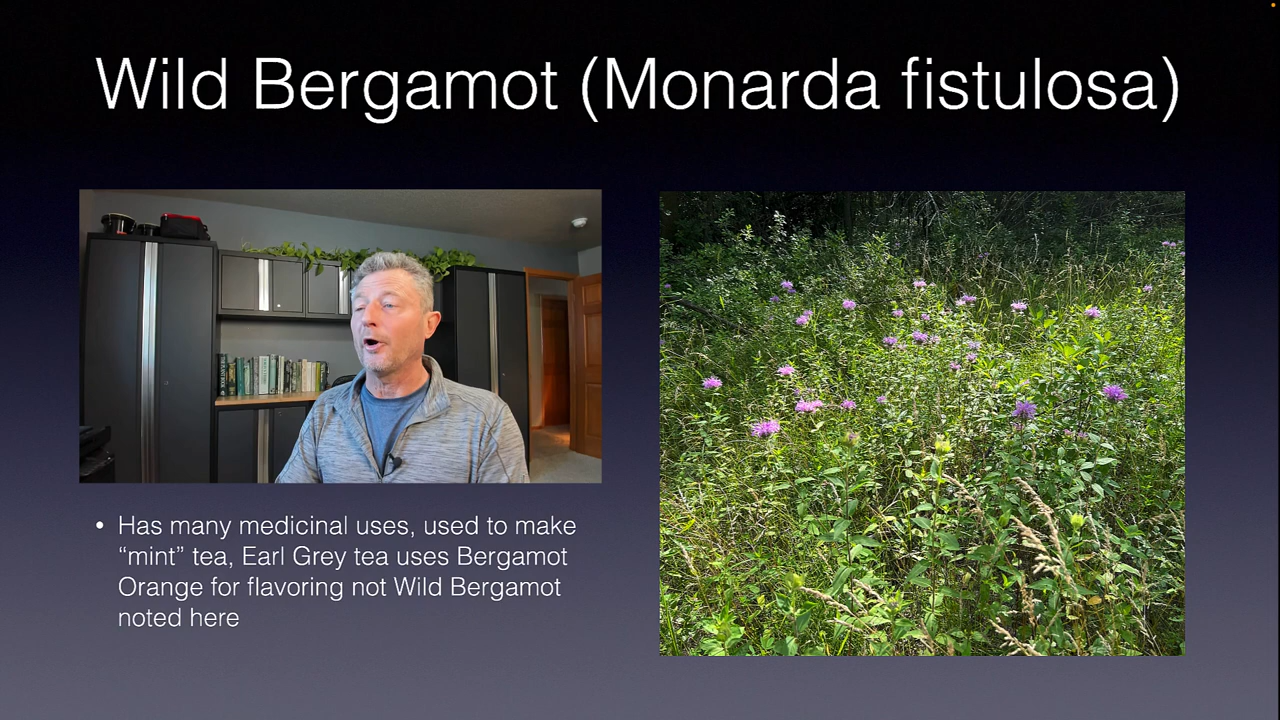 Wild Bergamot (Monarda fistulosa)
• Has many medicinal uses, used to make
“mint” tea, Earl Grey tea uses Bergamot
Orange for flavoring not Wild Bergamot
noted here